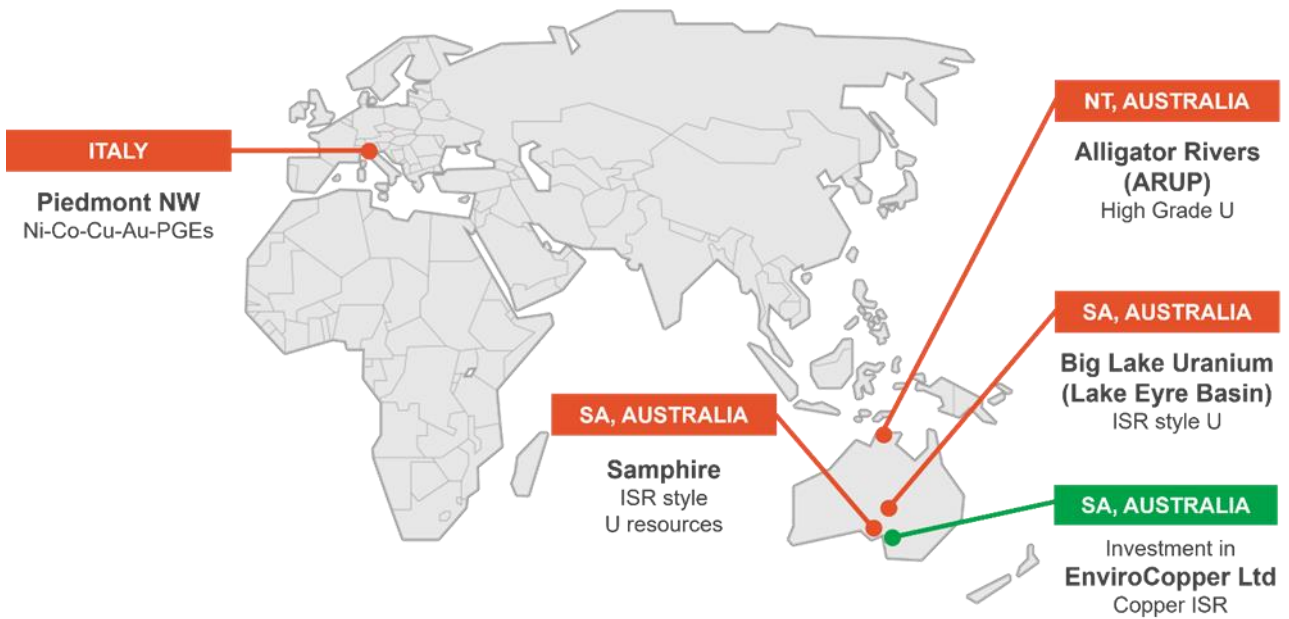 ITALY
Piedmont NW
Ni-Co-Cu-Au-PGEs
NT, AUSTRALIA
Alligator Rivers
(ARUP)
High Grade U
SA, AUSTRALIA
Big Lake Uranium
(Lake Eyre Basin)
ISR style U
SA, AUSTRALIA
Samphire
ISR style
U resources
SA, AUSTRALIA
Investment in
EnviroCopper Ltd
Copper ISR